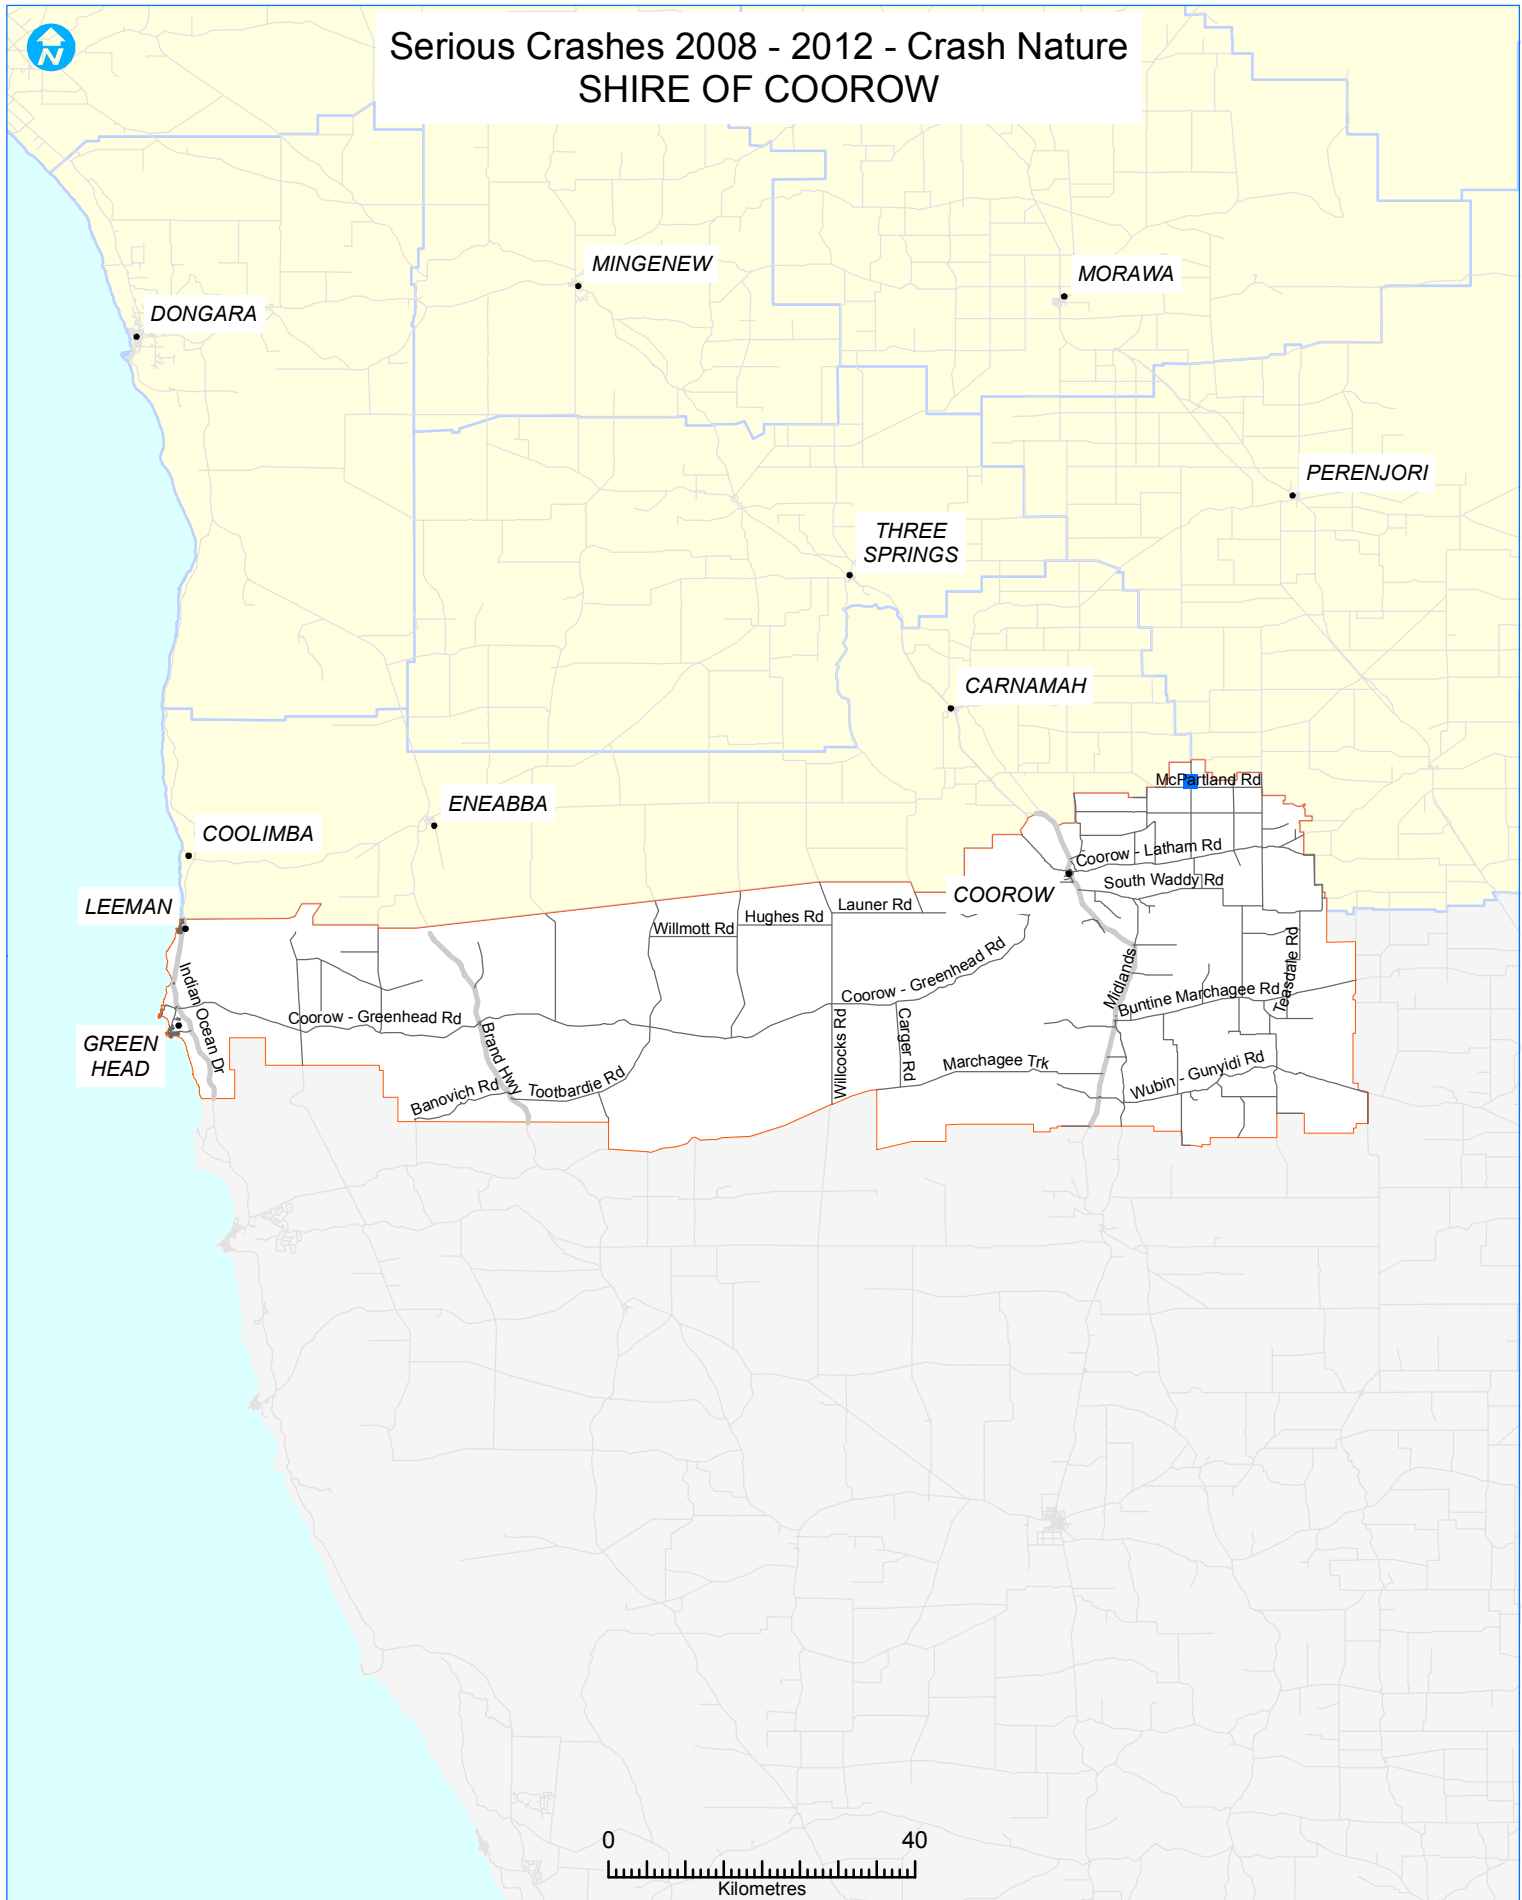 N
Serious Crashes 2008 - 2012 - Crash Nature
SHIRE OF COOROW
MINGENEW
MORAWA
DONGARA
PERENJORI
THREE
SPRINGS
CARNAMAH
McPartland Rd
ENEABBA
COOLIMBA
Coorow - Latham Rd
South Waddy Rd
COOROW
LEEMAN
Launer Rd
Hughes Rd
Willmott Rd
Coorow - Greenhead Rd
Midlands
Teasdale Rd
Buntine Marchagee Rd
Indian Ocean Dr
Coorow - Greenhead Rd
Brand Hwy
GREEN
HEAD
Willcocks Rd
Carger Rd
Marchagee Trk
Wubin - Gunyidi Rd
Banovich Rd
Tootbardie Rd
0 40
Kilometres